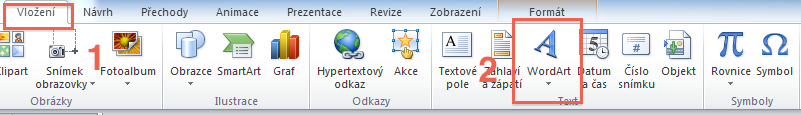 Vložení Návrh Přechody Animace Prezentace Revize Zobrazení Formát
1
2
Klipart Snímek obrazovky Fotoalbum
Obrazce SmartArt Graf
Hypertextový odkaz Akce
Textové pole Záhlaví a zápatí WordArt Datum a čas Číslo snímku Objekt
Rovnice Symbol
Obrázky Ilustrace Odkazy Text Symboly